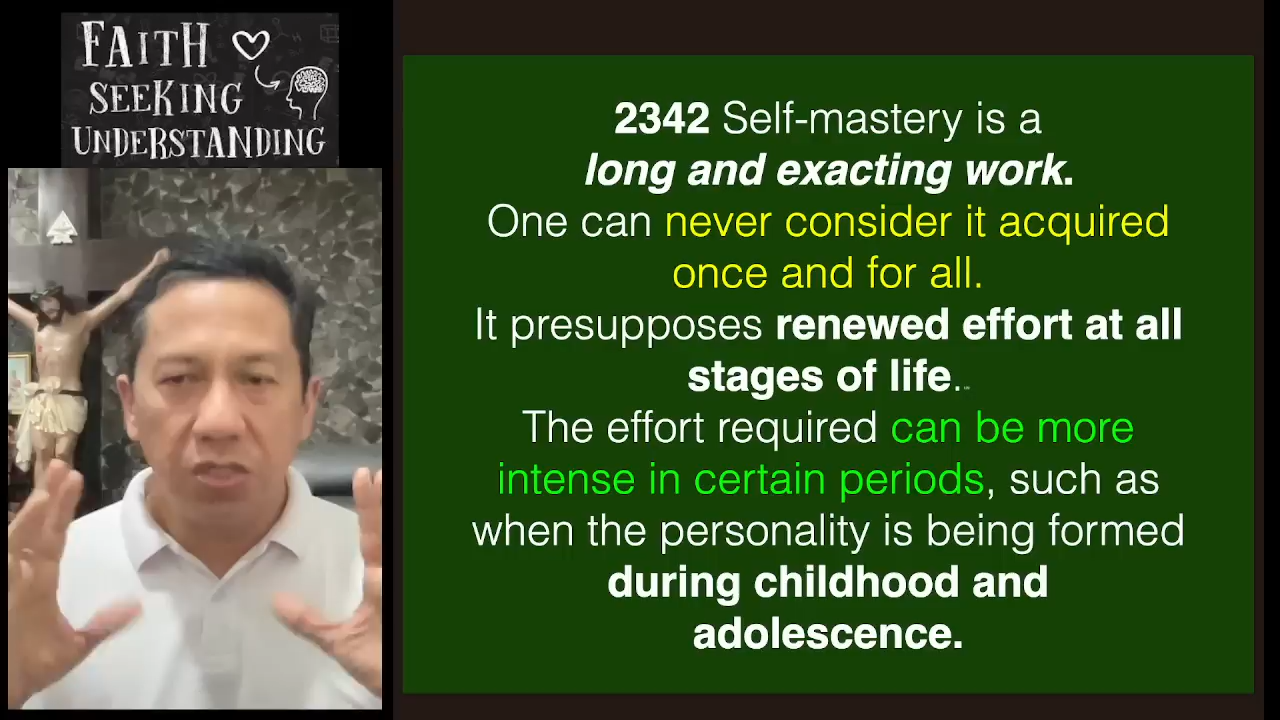 FAITH
SEEKING
UNDERSTANDING
2342 Self-mastery is a
long and exacting work.
One can never consider it acquired
once and for all.
It presupposes renewed effort at all
stages of life.
The effort required can be more
intense in certain periods, such as
when the personality is being formed
during childhood and
adolescence.